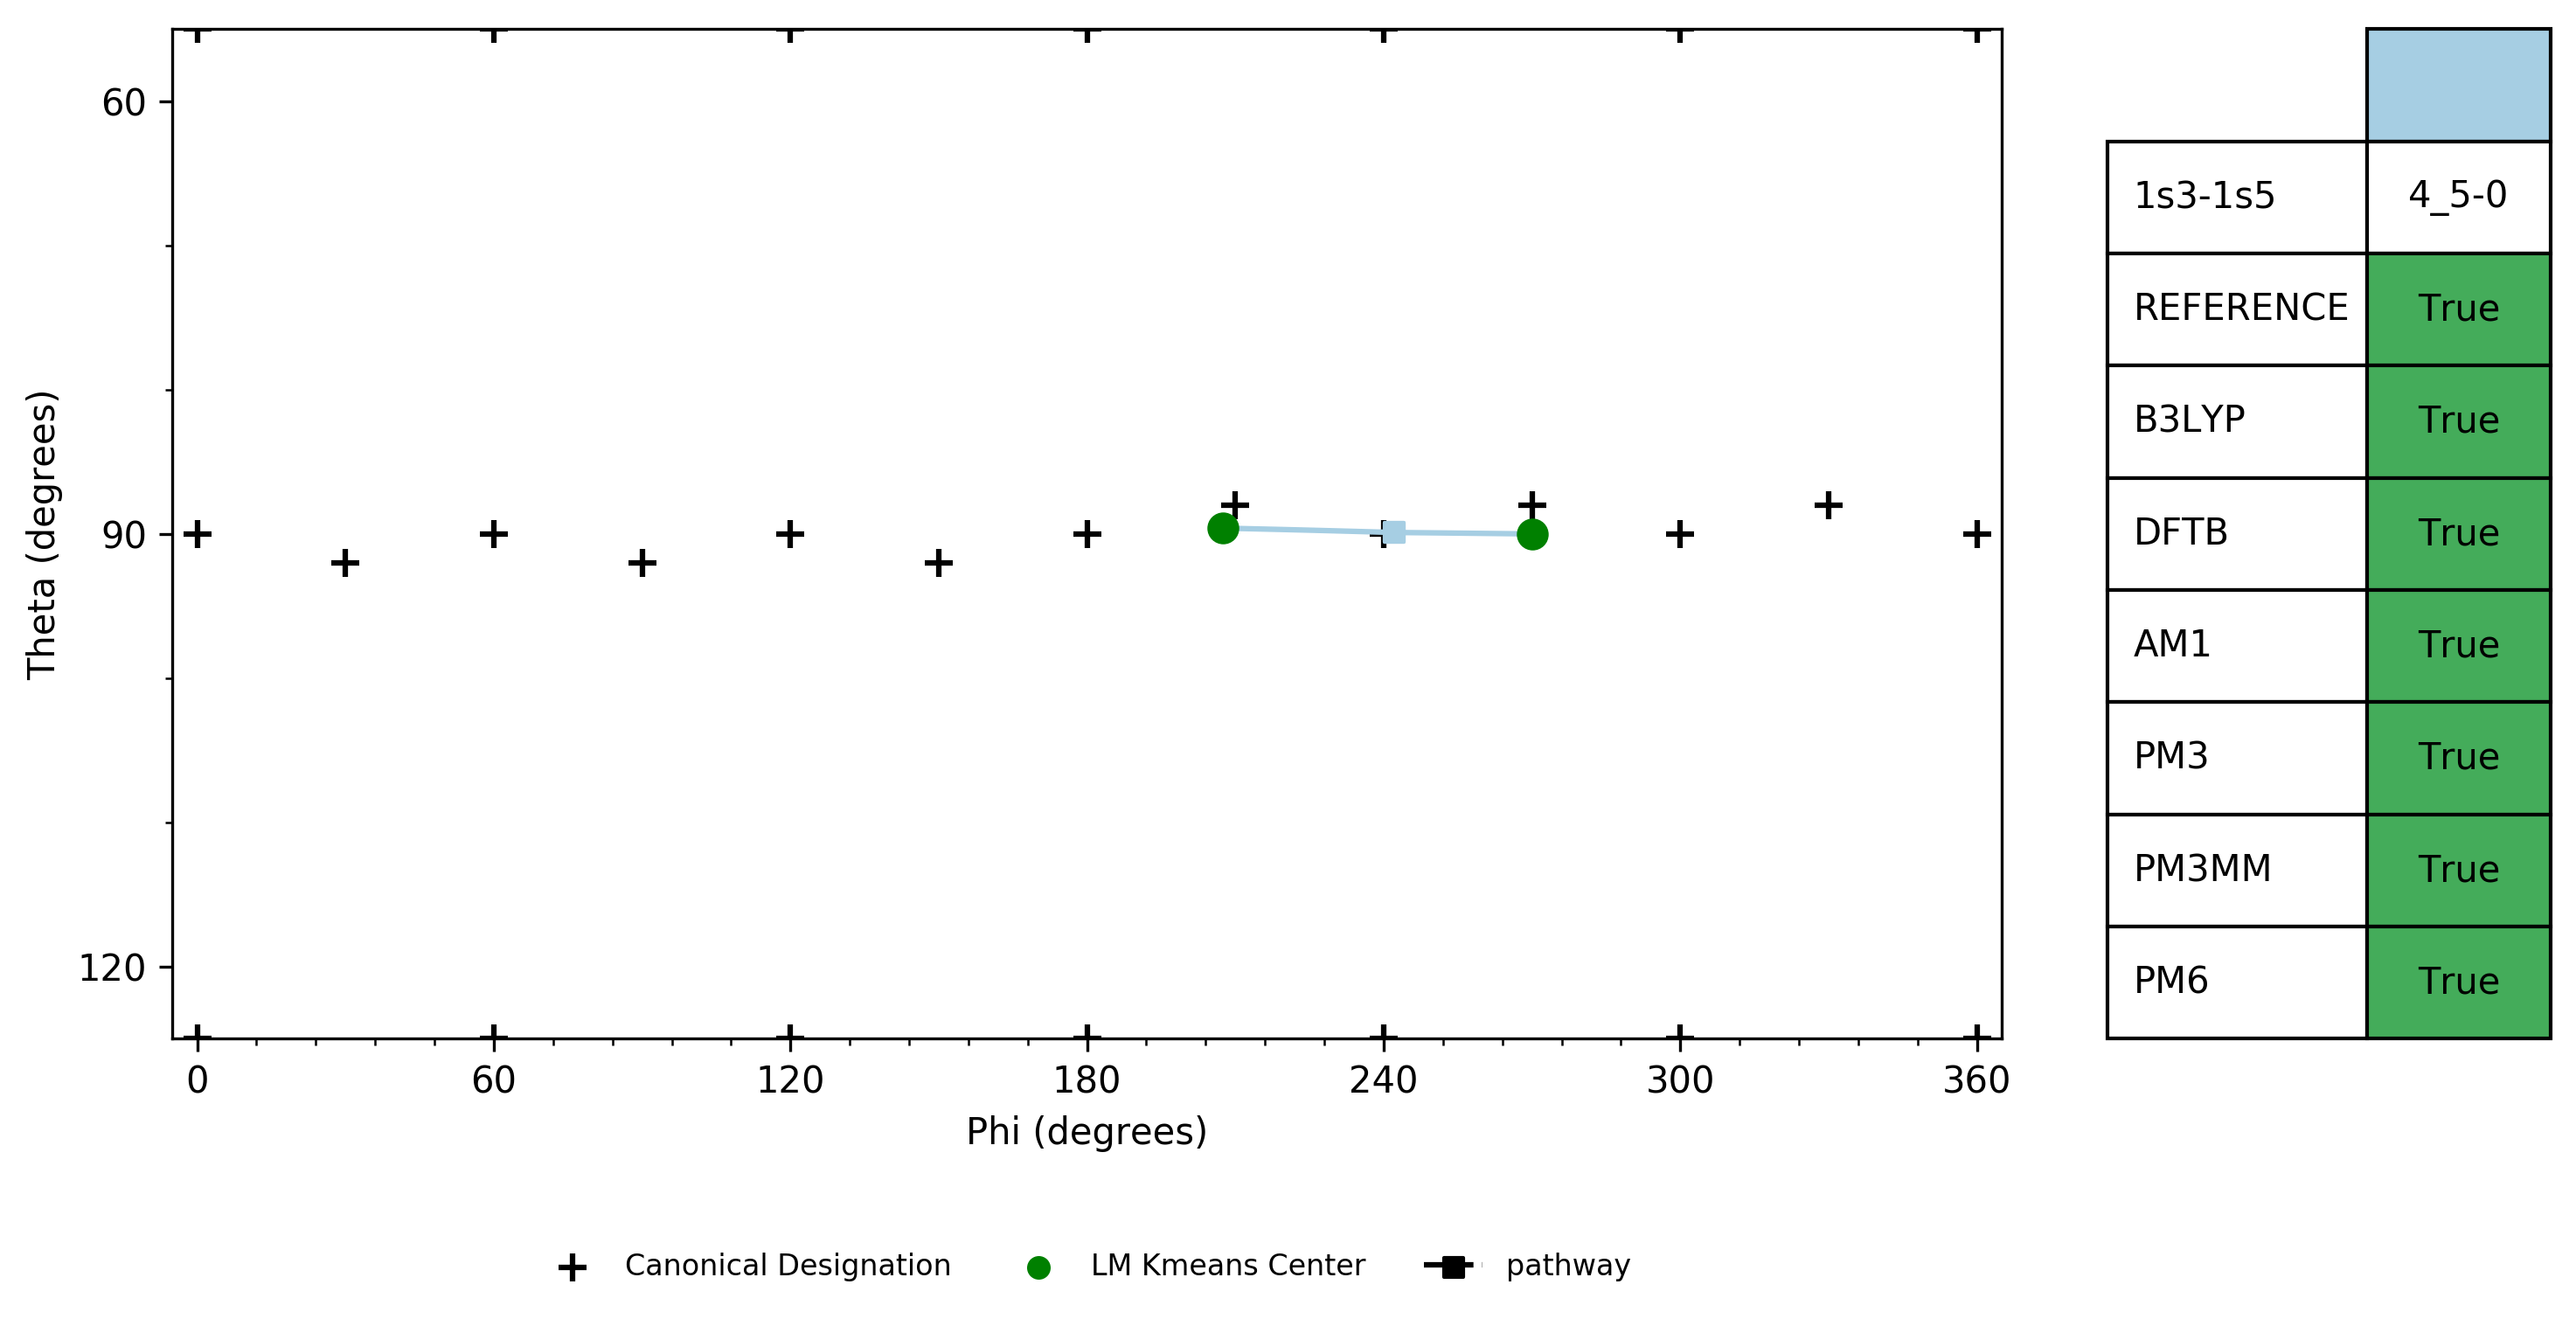 60
90
120
Theta (degrees)
0 60 120 180 240 300 360
Phi (degrees)
Canonical Designation LM Kmeans Center pathway
1s3-1s5 4_5-0
REFERENCE True
B3LYP True
DFTB True
AM1 True
PM3 True
PM3MM True
PM6 True